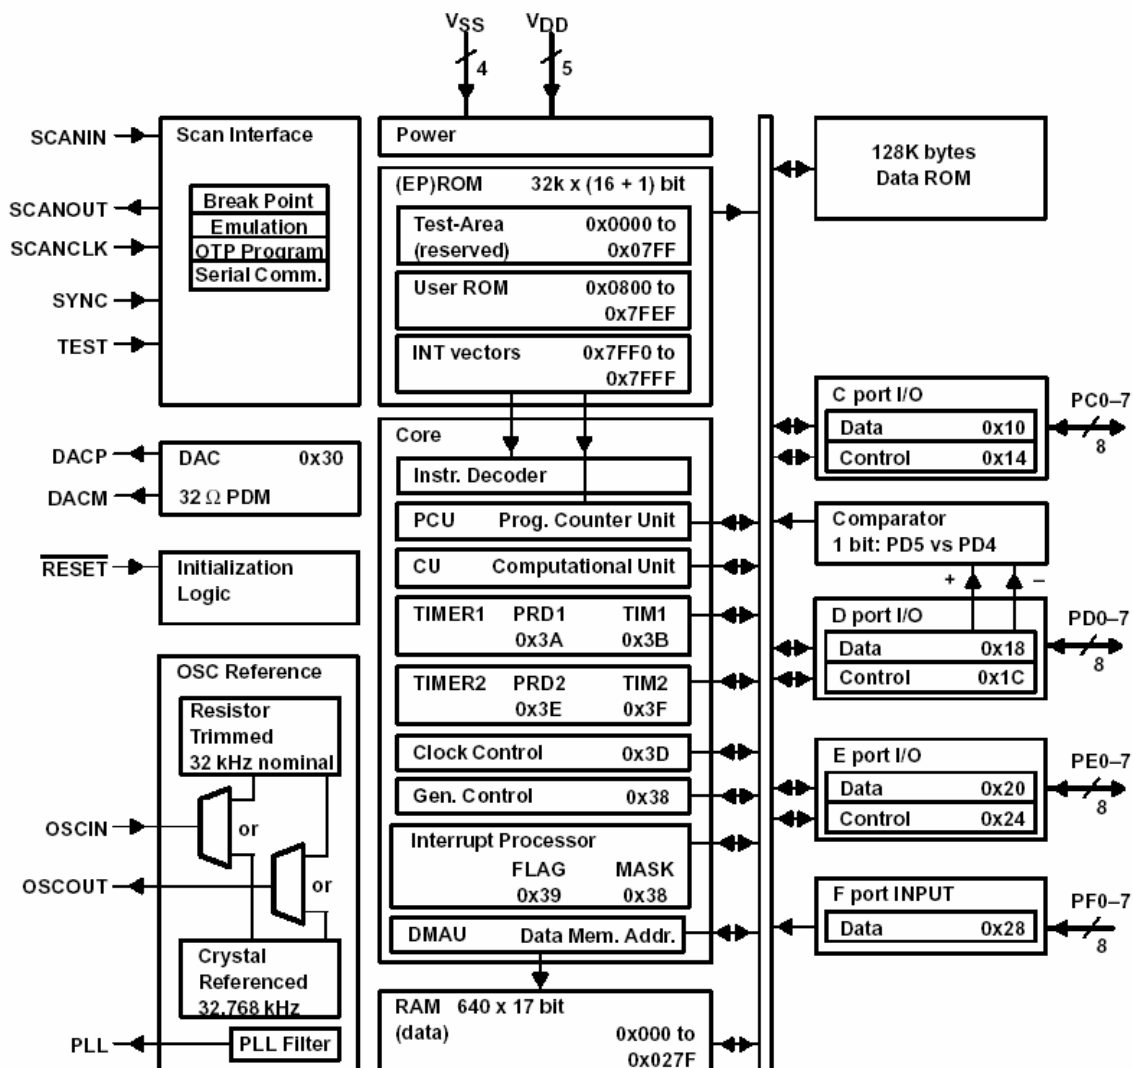 VSS VDD
4 5
SCANIN
SCANOUT
SCANCLK
SYNC
TEST
Scan Interface
Break Point
Emulation
OTP Program
Serial Comm.
DACP
DACM
DAC 0x30
32 Ω PDM
RESET
Initialization
Logic
OSC Reference
Resistor
Trimmed
32 kHz nominal
OSCIN
or
OSCOUT
or
Crystal
Referenced
32.768 kHz
PLL
PLL Filter
Power
(EP)ROM 32k x (16 + 1) bit
Test-Area 0x0000 to
(reserved) 0x07FF
User ROM 0x0800 to
0x7FEF
INT vectors 0x7FF0 to
0x7FFF
Core
Instr. Decoder
PCU Prog. Counter Unit
CU Computational Unit
TIMER1 PRD1 TIM1
0x3A 0x3B
TIMER2 PRD2 TIM2
0x3E 0x3F
Clock Control 0x3D
Gen. Control 0x38
Interrupt Processor
FLAG MASK
0x39 0x38
DMAU Data Mem. Addr.
RAM 640 x 17 bit
(data) 0x000 to
0x027F
128K bytes
Data ROM
C port I/O
Data 0x10
Control 0x14
PC0–7
8
Comparator
1 bit: PD5 vs PD4
+ –
D port I/O
Data 0x18
Control 0x1C
PD0–7
8
E port I/O
Data 0x20
Control 0x24
PE0–7
8
F port INPUT
Data 0x28
PF0–7
8